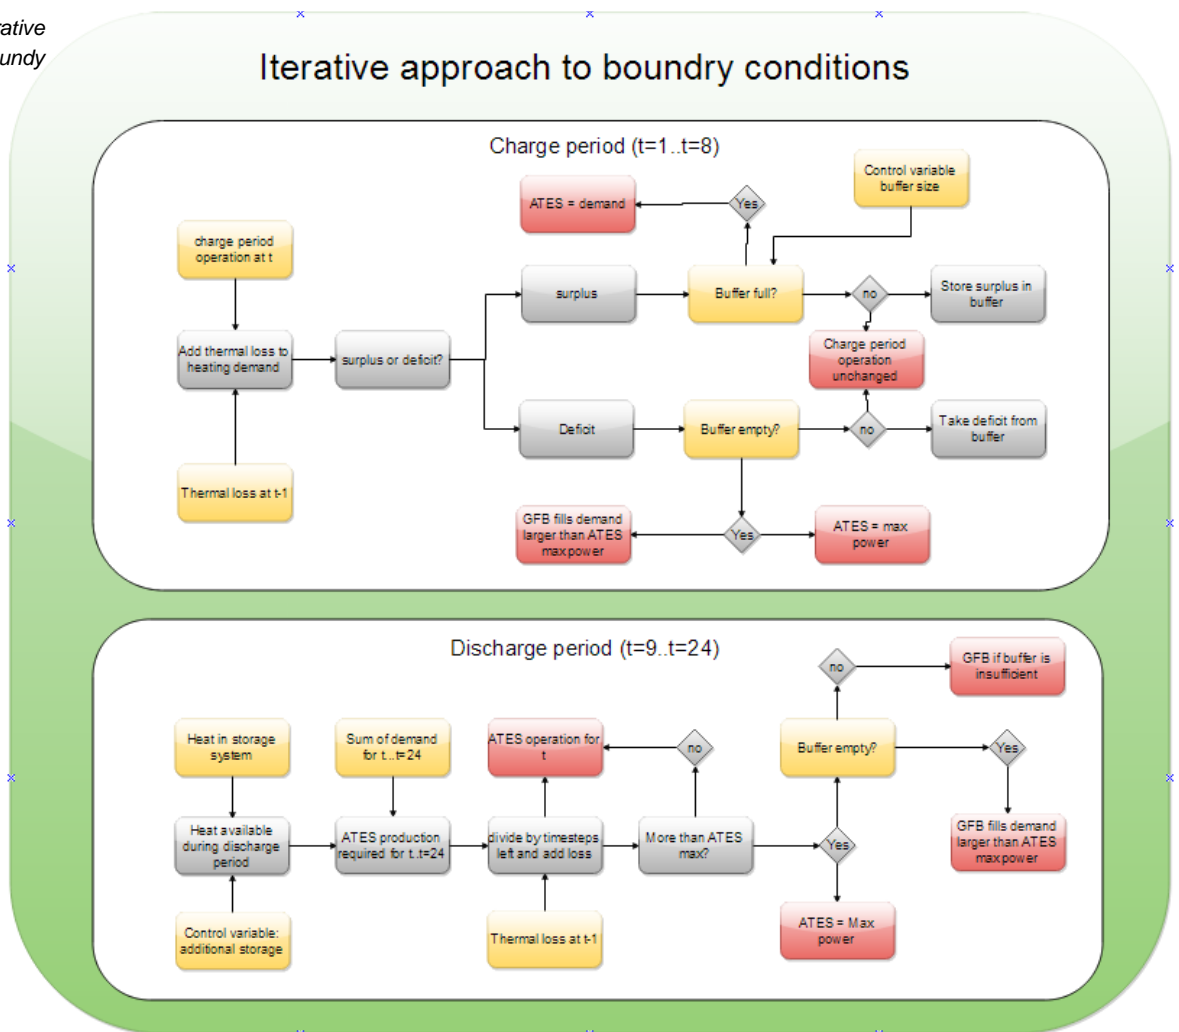 rative
undy
Iterative approach to boundry conditions
Charge period (t=1..t=8)
Control variable
buffer size
ATES = demand
Yes
charge period
operation at t
surplus
Buffer full?
no
Store surplus in
buffer
Add thermal loss to
heating demand
surplus or deficit?
Charge period
operation
unchanged
Deficit
Buffer empty?
no
Take deficit from
buffer
Thermal loss at t-1
GFB fills demand
larger than ATES
max power
Yes
ATES = max
power
Discharge period (t=9..t=24)
no
GFB if buffer is
insufficient
Heat in storage
system
Sum of demand
for t...t=24
ATES operation for
t
no
Buffer empty?
Yes
Heat available
during discharge
period
ATES production
required for t..t=24
divide by timesteps
left and add loss
More than ATES
max?
Yes
GFB fills demand
larger than ATES
max power
Control variable:
additional storage
Thermal loss at t-1
ATES = Max
power